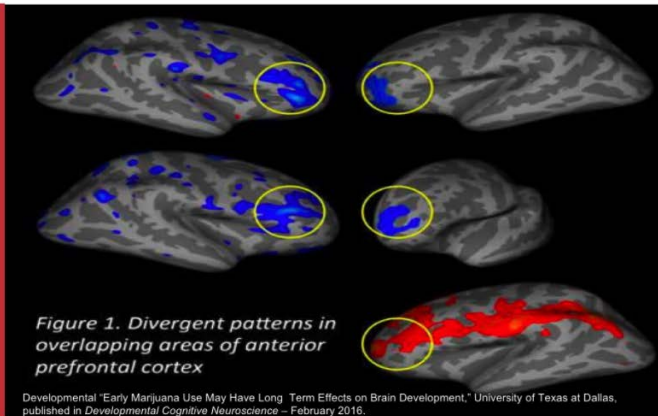 Figure 1. Divergent patterns in
overlapping areas of anterior
prefrontal cortex
Developmental "Early Marijuana Use May Have Long Term Effects on Brain Development," University of Texas at Dallas,
published in Developmental Cognitive Neuroscience – February 2016.